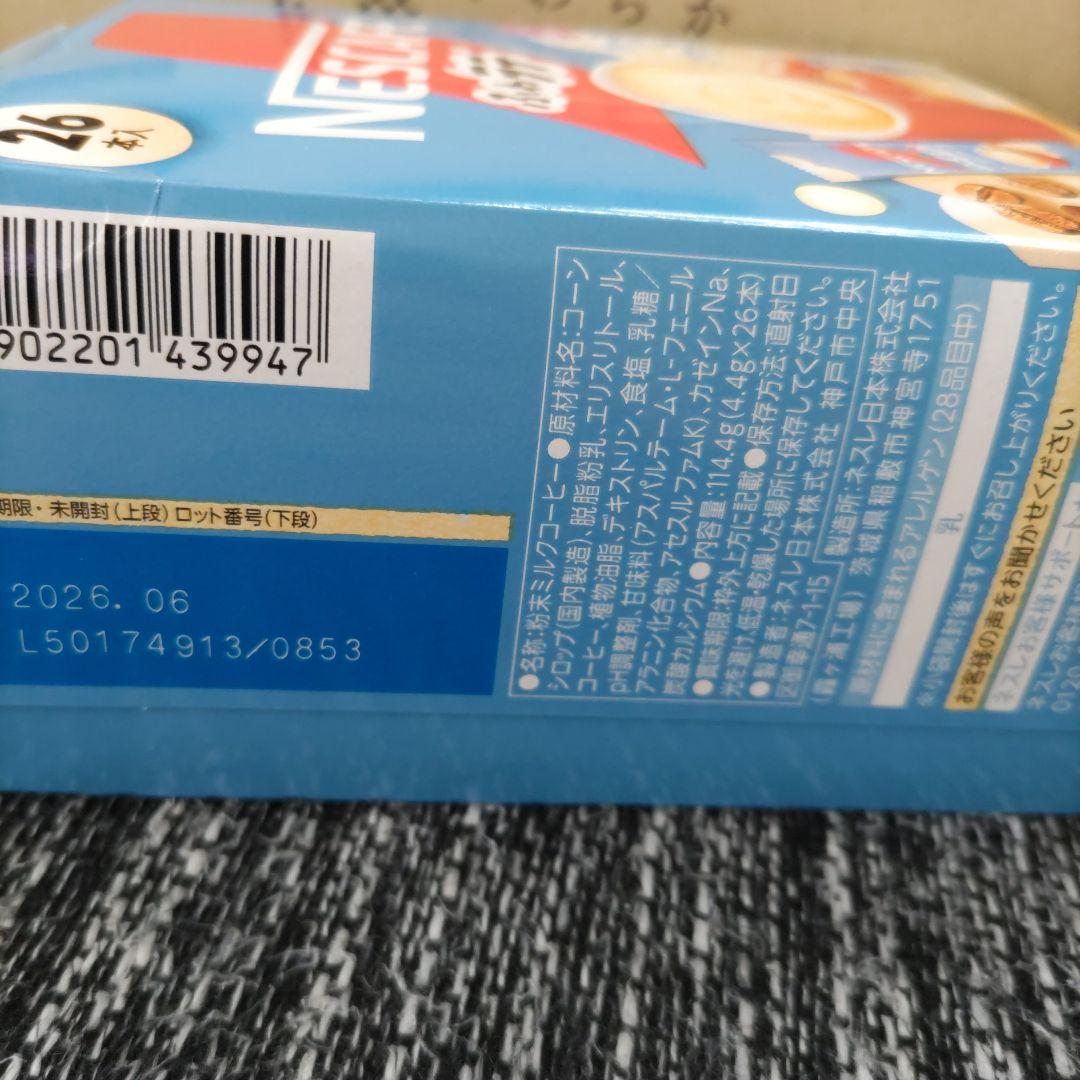 NESCAFÉ
ふわラテ
26
本入
902201 439947
期限・未開封(上段)ロット番号(下段)
2026. 06
L50174913/0853
●名称:粉末ミルクコーヒー●原材料名:コーン
シロップ(国内製造)、脱脂粉乳、エリスリトール、
コーヒー、植物油脂、デキストリン、食塩、乳糖/
pH調整剤、甘味料(アスパルテーム・L-フェニル
アラニン化合物、アセスルファムK)、カゼインNa、
炭酸カルシウム●内容量:114.4g(4.4g×26本)
●賞味期限:枠外上方に記載●保存方法:直射日
光を避け、低温・乾燥した場所に保存してください。
●製造者:ネスレ日本株式会社 神戸市中央
区御幸通7-1-15
製造所:ネスレ日本株式会社
(霞ヶ浦工場) 茨城県稲敷市神宮寺1751
原材料に含まれるアレルゲン(28品目中)
乳
※小袋開封後はすぐにお召し上がりください。
お客様の声をお聞かせください